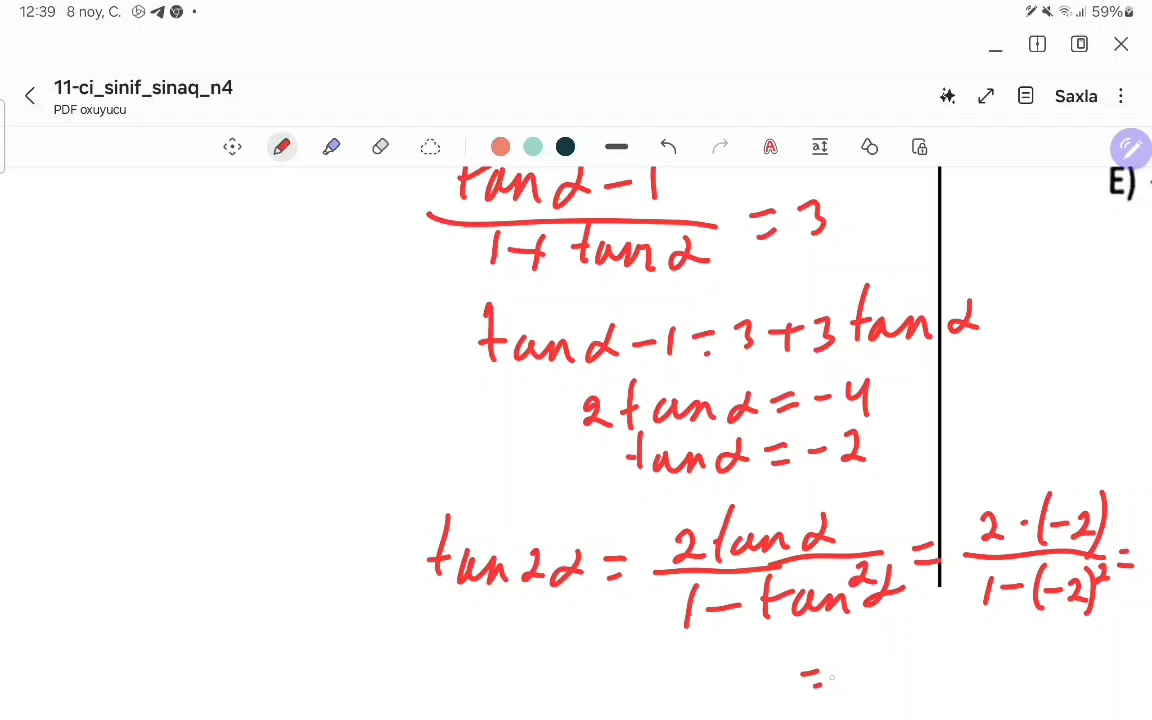 12:39 8 noy, C. 59%
11-ci_sinif_sinaq_n4
PDF oxuyucu
Saxla
E)
tan α - 1 / 1 + tan α = 3
tan α - 1 = 3 + 3 tan α
2 tan α = - 4
tan α = - 2
tan 2α = 2 tan α / 1 - tan² α = 2 · (-2) / 1 - (-2)² =
=